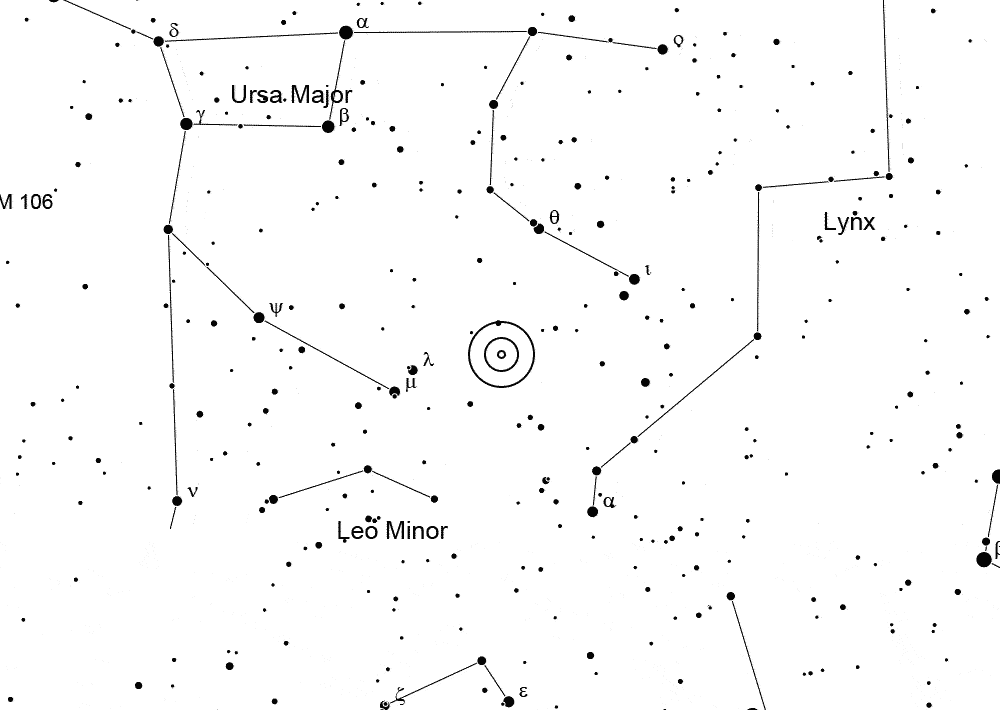 δ
α
ο
Ursa Major
γ
β
M 106
θ
Lynx
ι
ψ
λ
μ
ν
α
Leo Minor
β
ζ
ε